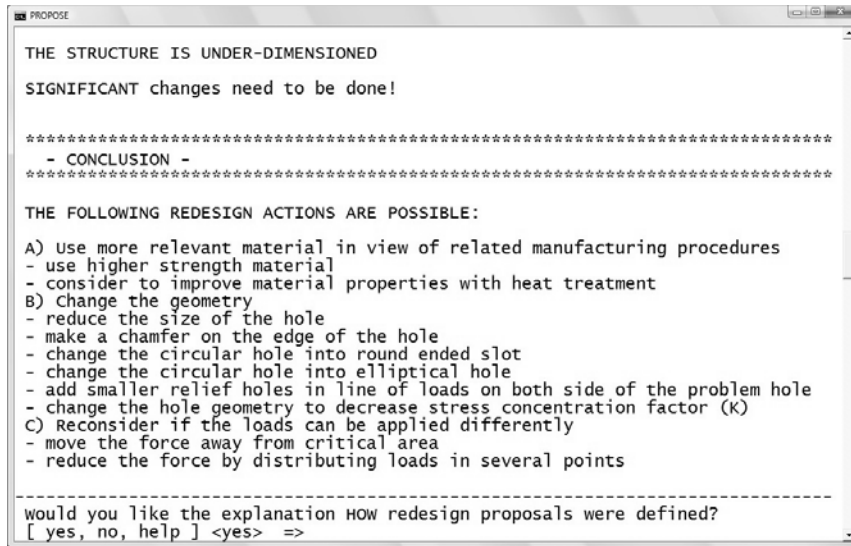 PROPOSE
THE STRUCTURE IS UNDER-DIMENSIONED
SIGNIFICANT changes need to be done!
******************************************************************************
- CONCLUSION -
******************************************************************************
THE FOLLOWING REDESIGN ACTIONS ARE POSSIBLE:
A) Use more relevant material in view of related manufacturing procedures
- use higher strength material
- consider to improve material properties with heat treatment
B) Change the geometry
- reduce the size of the hole
- make a chamfer on the edge of the hole
- change the circular hole into round ended slot
- change the circular hole into elliptical hole
- add smaller relief holes in line of loads on both side of the problem hole
- change the hole geometry to decrease stress concentration factor (K)
C) Reconsider if the loads can be applied differently
- move the force away from critical area
- reduce the force by distributing loads in several points
-------------------------------------------------------------------------------
Would you like the explanation HOW redesign proposals were defined?
[ yes, no, help ] <yes> =>